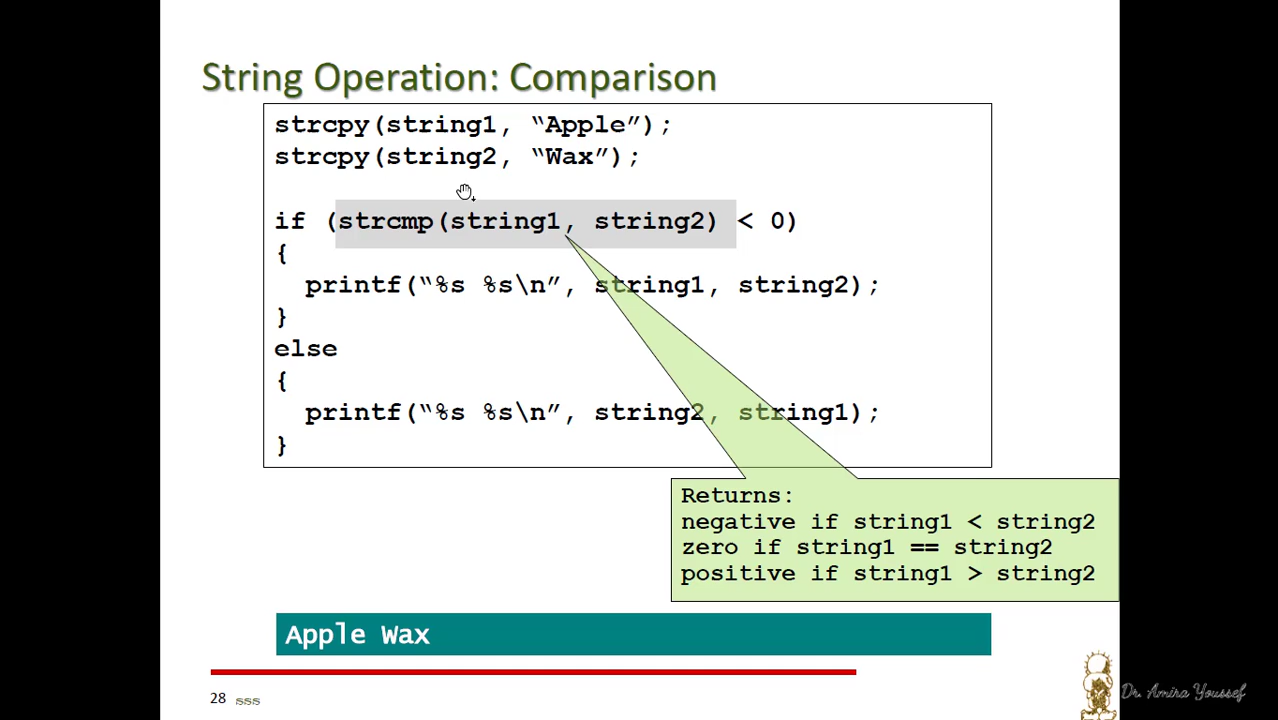 String Operation: Comparison
strcpy(string1, “Apple”);
strcpy(string2, “Wax”);
if (strcmp(string1, string2) < 0)
{
printf(“%s %s\n”, string1, string2);
}
else
{
printf(“%s %s\n”, string2, string1);
}
Returns:
negative if string1 < string2
zero if string1 == string2
positive if string1 > string2
Apple Wax
28 sss
Dr. Amira Youssef